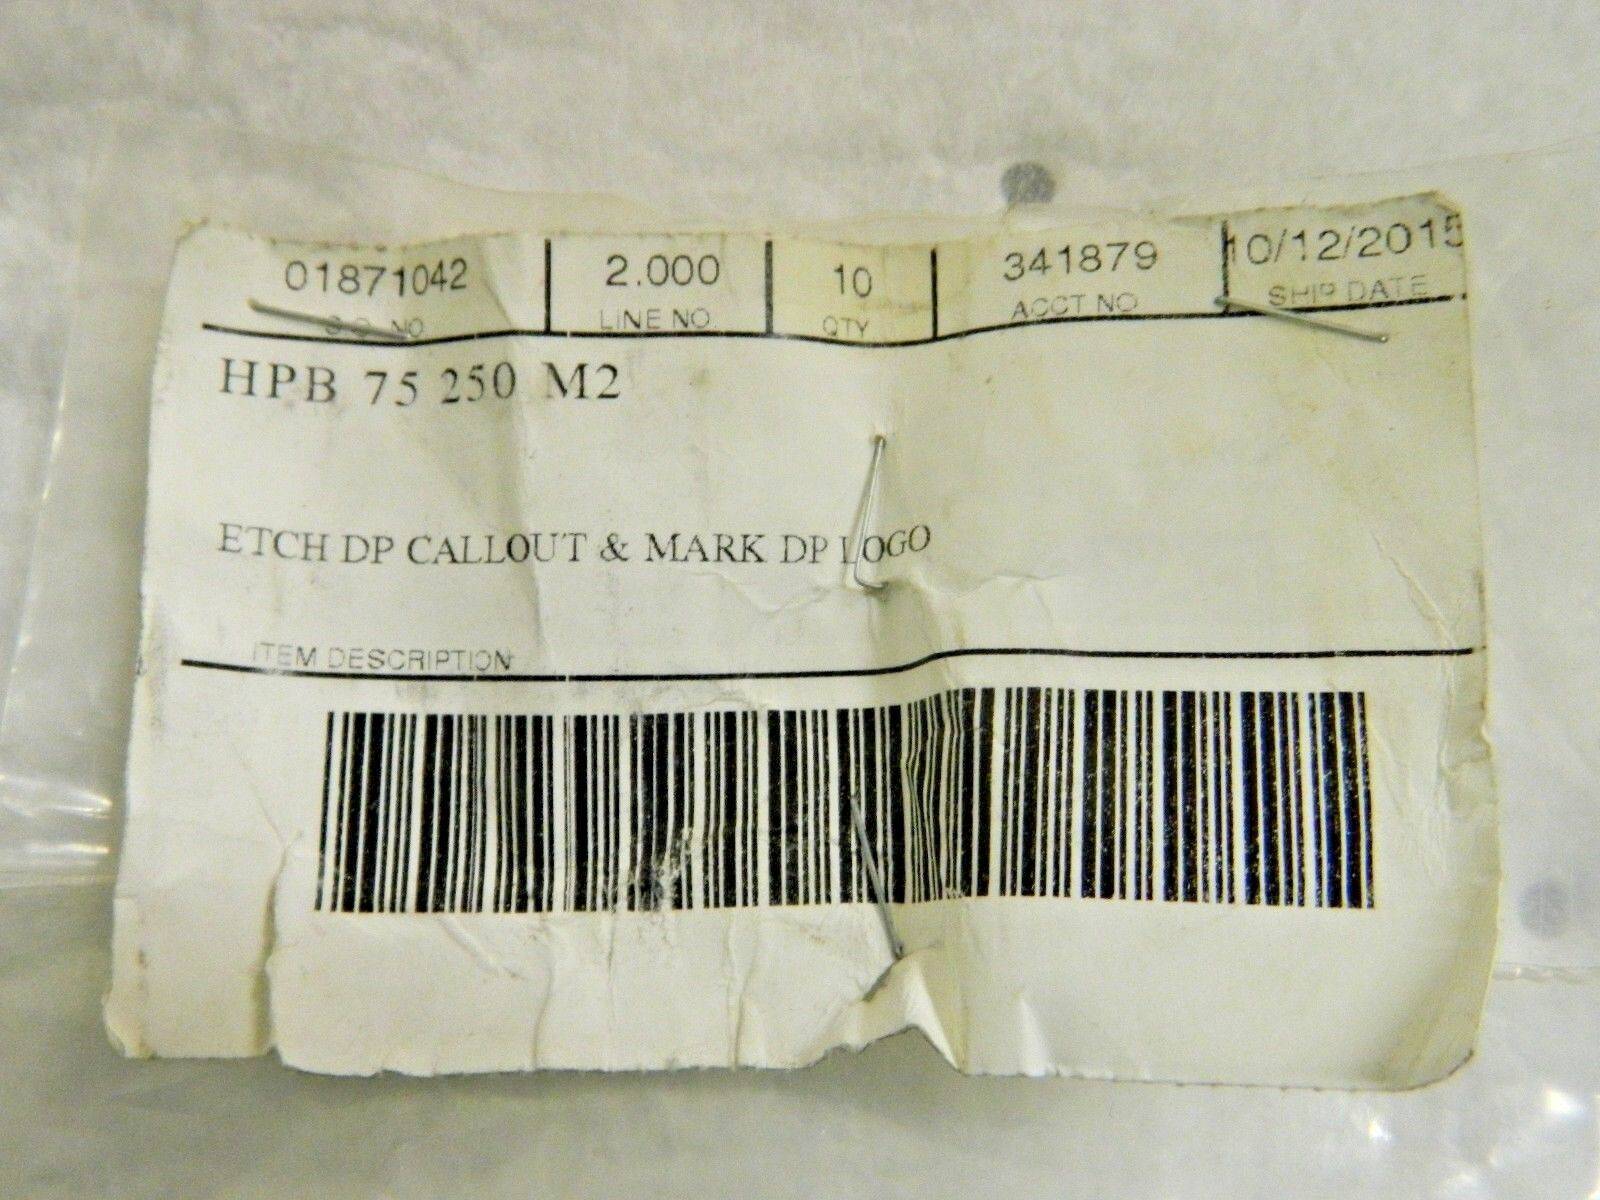 01871042 2.000 10 341879 10/12/2015
S.O. NO LINE NO QTY ACCT NO SHIP DATE
HPB 75 250 M2
ETCH DP CALLOUT & MARK DP LOGO
ITEM DESCRIPTION